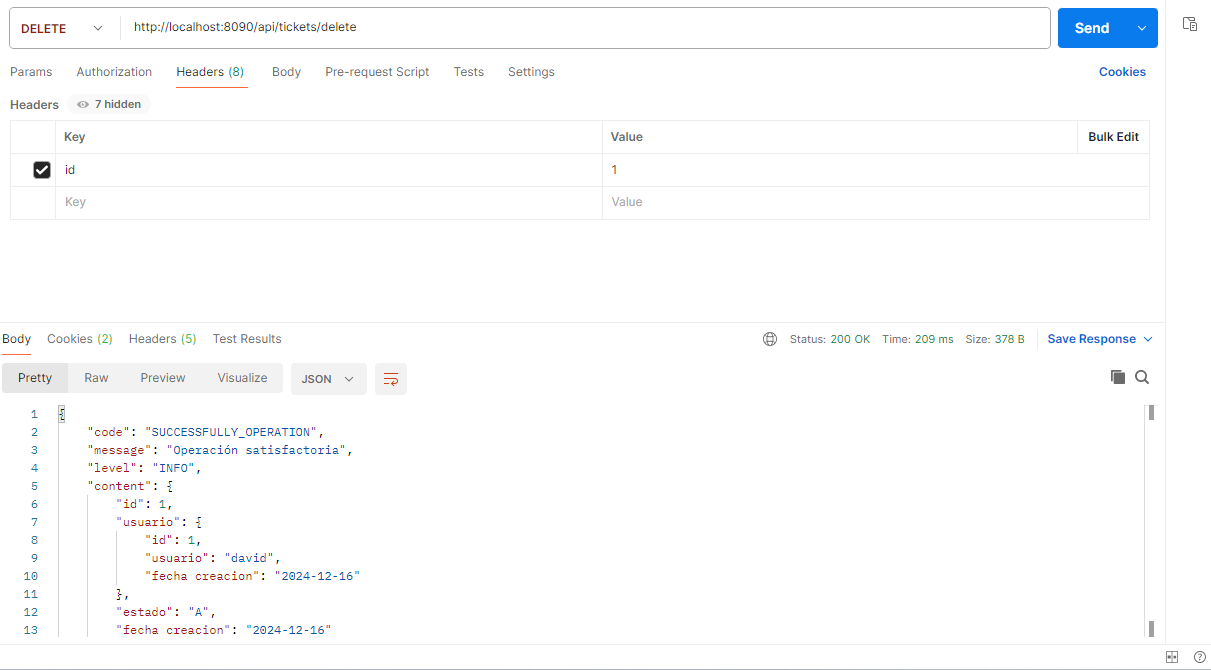 DELETE http://localhost:8090/api/tickets/delete Send
Params Authorization Headers (8) Body Pre-request Script Tests Settings Cookies
Headers 7 hidden
Key Value Bulk Edit
id 1
Key Value
Body Cookies (2) Headers (5) Test Results Status: 200 OK Time: 209 ms Size: 378 B Save Response
Pretty Raw Preview Visualize JSON
1 {
2 "code": "SUCCESSFULLY_OPERATION",
3 "message": "Operación satisfactoria",
4 "level": "INFO",
5 "content": {
6 "id": 1,
7 "usuario": {
8 "id": 1,
9 "usuario": "david",
10 "fecha creacion": "2024-12-16"
11 },
12 "estado": "A",
13 "fecha creacion": "2024-12-16"